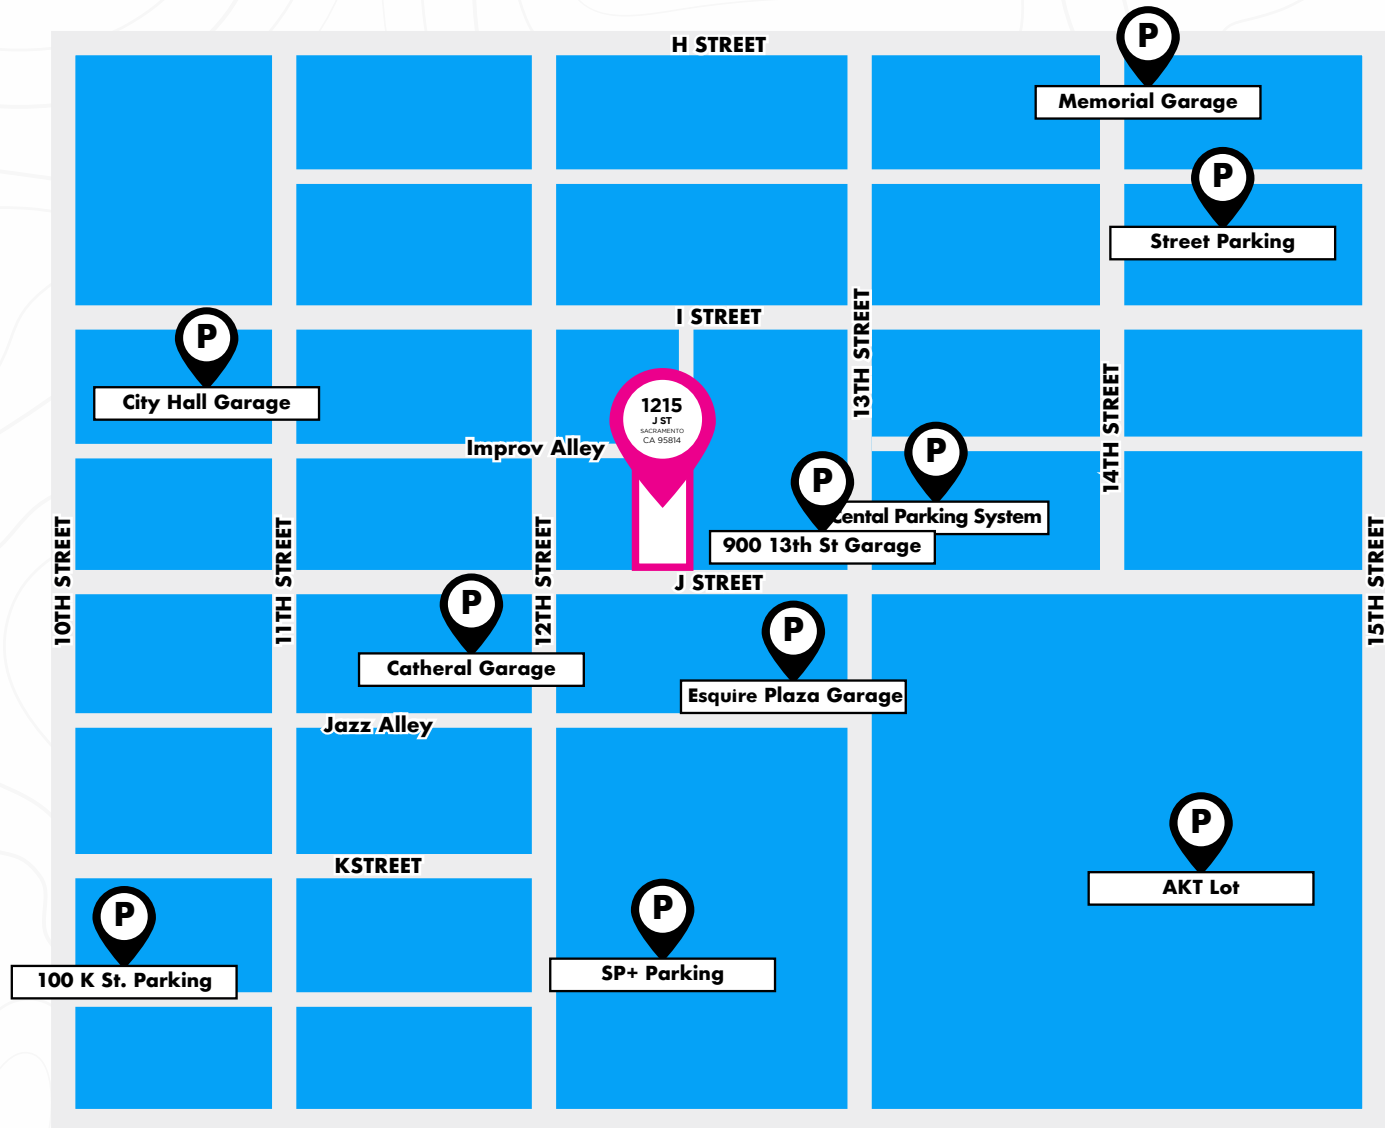 H STREET
P
Memorial Garage
P
Street Parking
I STREET
P
City Hall Garage
13TH STREET
14TH STREET
1215
J ST
SACRAMENTO
CA 95814
Improv Alley
P
Cental Parking System
P
900 13th St Garage
10TH STREET
11TH STREET
12TH STREET
15TH STREET
J STREET
P
Catheral Garage
P
Esquire Plaza Garage
Jazz Alley
P
AKT Lot
KSTREET
P
100 K St. Parking
P
SP+ Parking